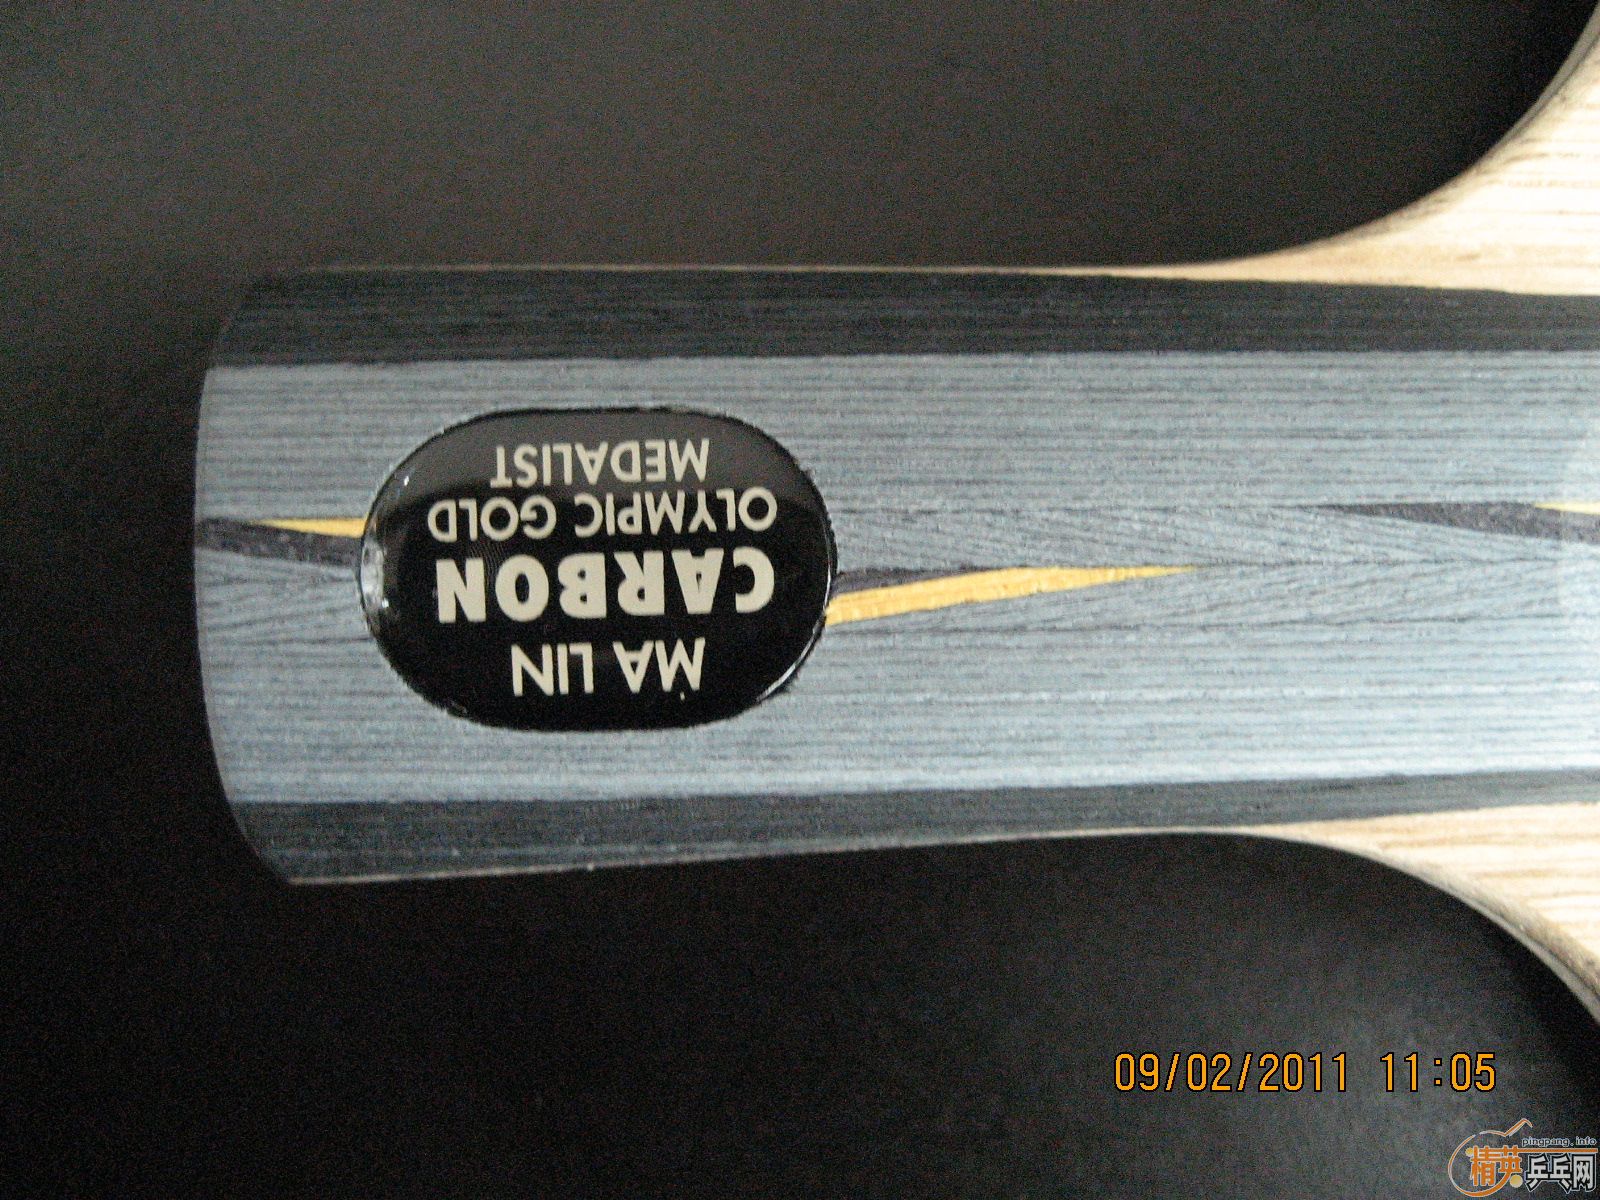 MA LIN
CARBON
OLYMPIC GOLD
MEDALIST
09/02/2011 11:05
pingpang.info
精英乒乓网